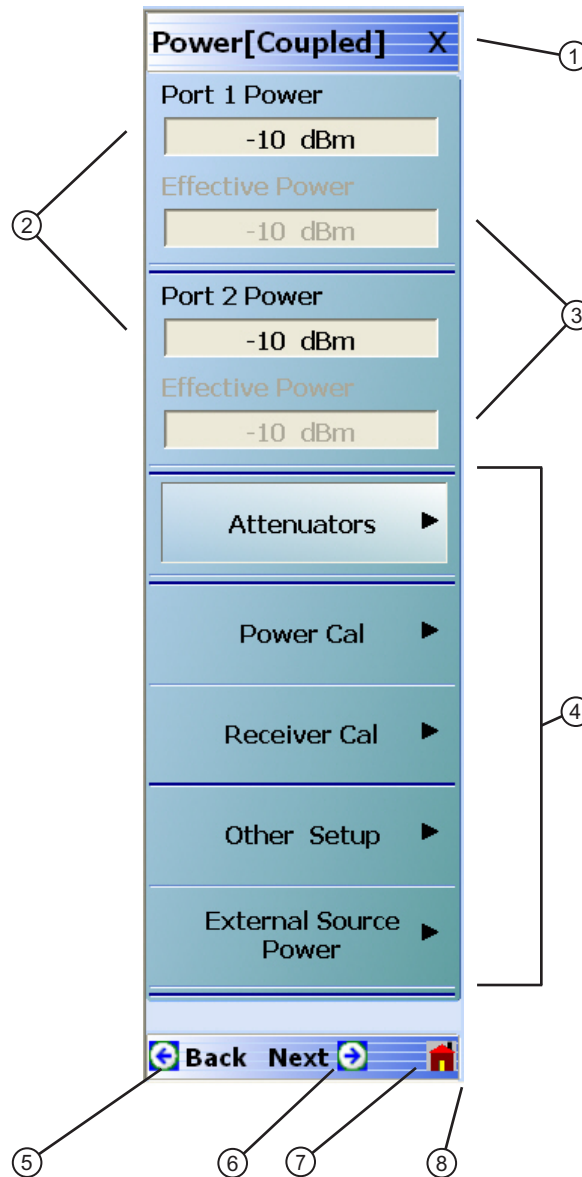 Power[Coupled] X
1
Port 1 Power
-10 dBm
Effective Power
-10 dBm
2
Port 2 Power
-10 dBm
Effective Power
-10 dBm
3
Attenuators
Power Cal
Receiver Cal
Other Setup
External Source
Power
4
Back Next
5
6
7
8